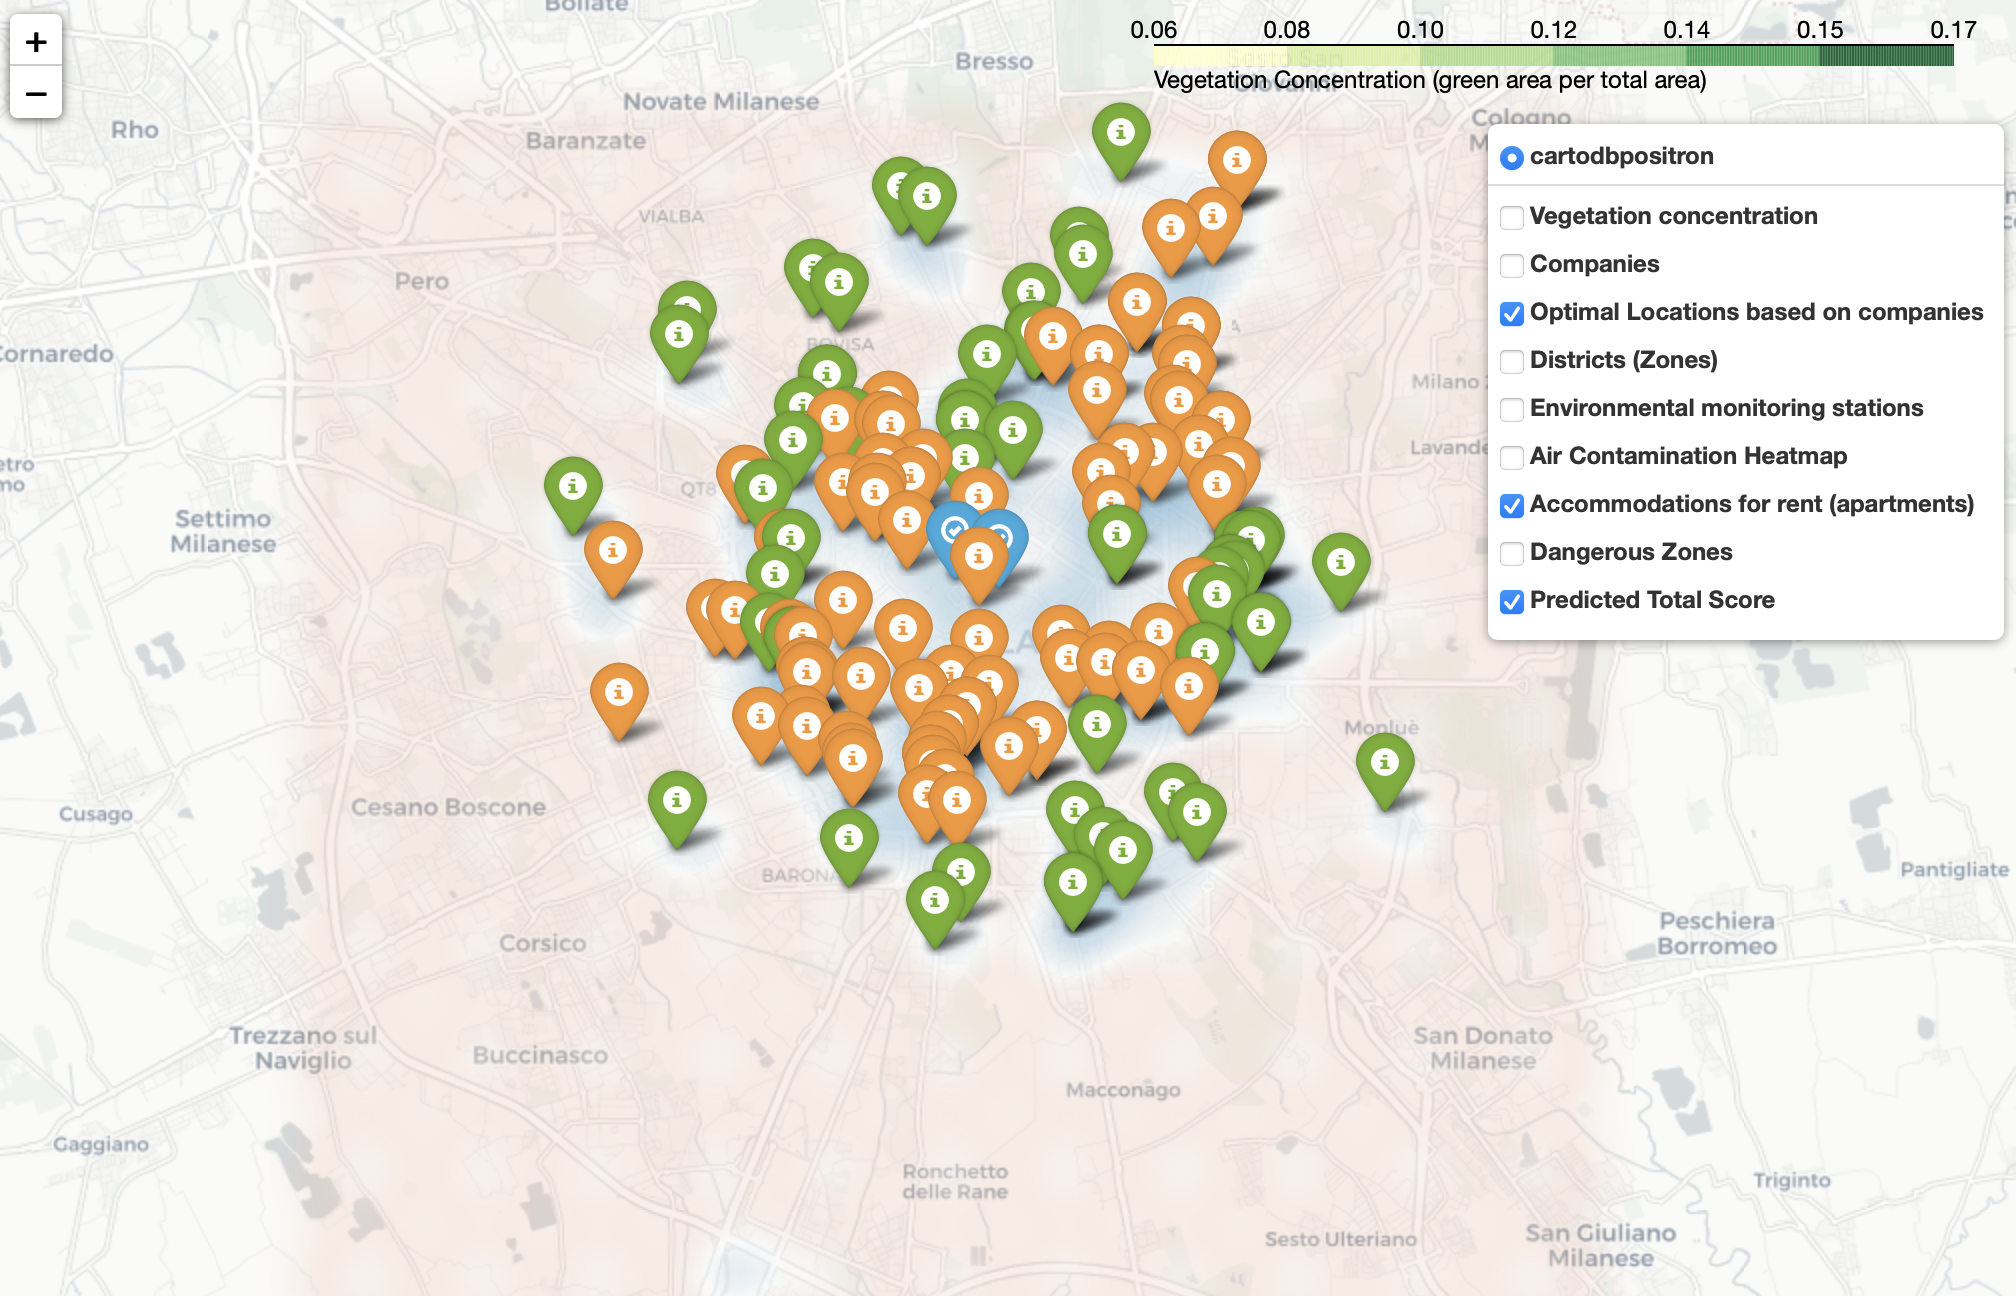 +
−
Bollate
Bresso
Novate Milanese
Baranzate
Rho
VIALBA
Pero
BOVISA
Cornaredo
QT8
Settimo
Milanese
0.06 0.08 0.10 0.12 0.14 0.15 0.17
Vegetation Concentration (green area per total area)
Cologno
cartodbpositron
Vegetation concentration
Companies
Optimal Locations based on companies
Districts (Zones)
Environmental monitoring stations
Air Contamination Heatmap
Accommodations for rent (apartments)
Dangerous Zones
Predicted Total Score
Milano
Monluè
Cusago
Cesano Boscone
BARONA
Pantigliate
Corsico
Peschiera
Borromeo
Trezzano sul
Naviglio
Buccinasco
San Donato
Milanese
Macconago
Gaggiano
Ronchetto
delle Rane
Triginto
Sesto Ulteriano
San Giuliano
Milanese